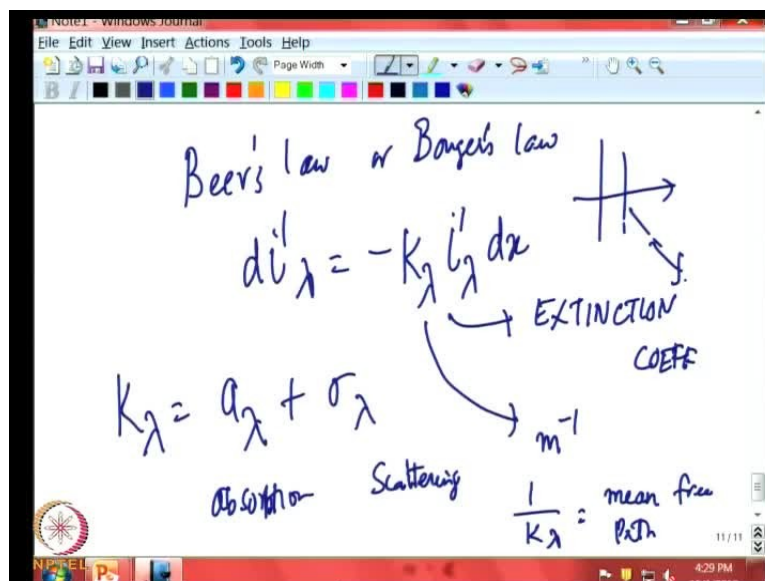 Note1 - Windows Journal
File Edit View Insert Actions Tools Help
Page Width
B I
Beer's law or Bouger's law
di'λ = -Kλ i'λ dx
EXTINCTION
COEFF
Kλ = aλ + σλ
m⁻¹
absorption Scattering
1/Kλ = mean free
Path
11/11
NPTEL
4:29 PM